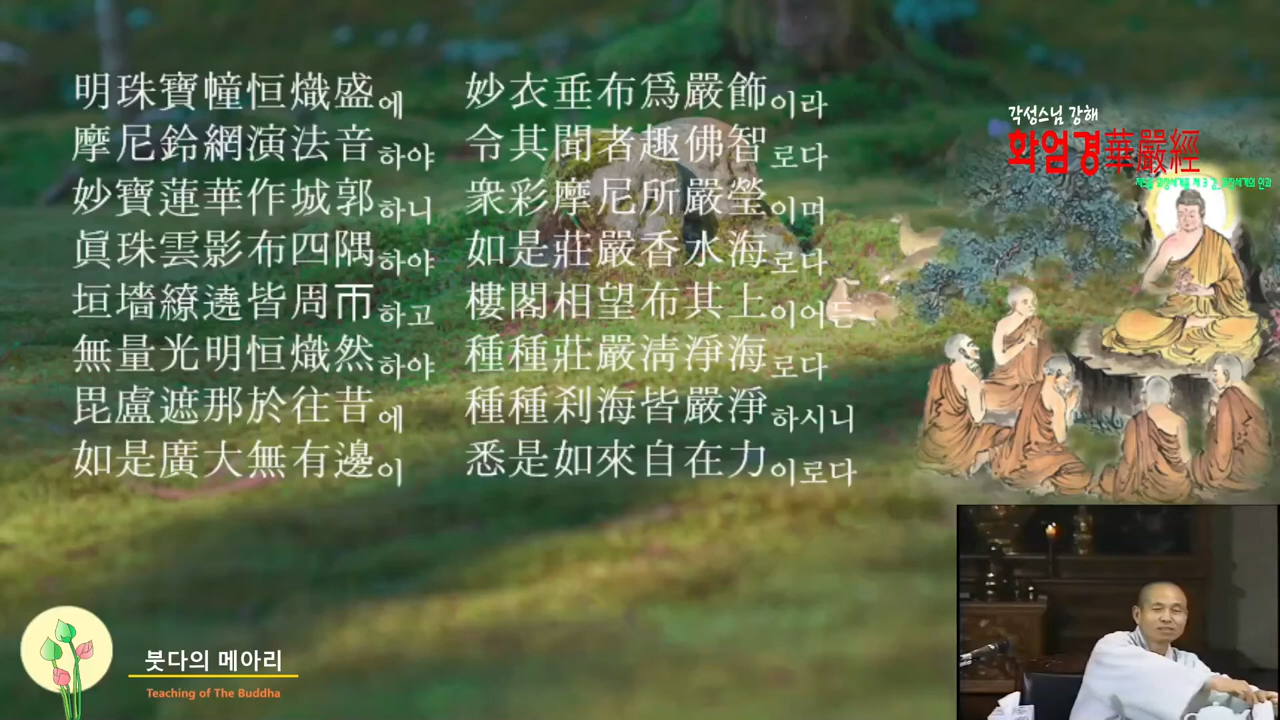 明珠寶幢恒熾盛에 妙衣垂布爲嚴飾이라
摩尼鈴網演法音하야 令其聞者趣佛智로다
妙寶蓮華作城郭하니 衆彩摩尼所嚴瑩이며
眞珠雲影布四隅하야 如是莊嚴香水海로다
垣墻繚遶皆周帀하고 樓閣相望布其上이어든
無量光明恒熾然하야 種種莊嚴淸淨海로다
毘盧遮那於往昔에 種種刹海皆嚴淨하시니
如是廣大無有邊이 悉是如來自在力이로다
각성스님 강해
화엄경華嚴經
붓다의 메아리
Teaching of The Buddha